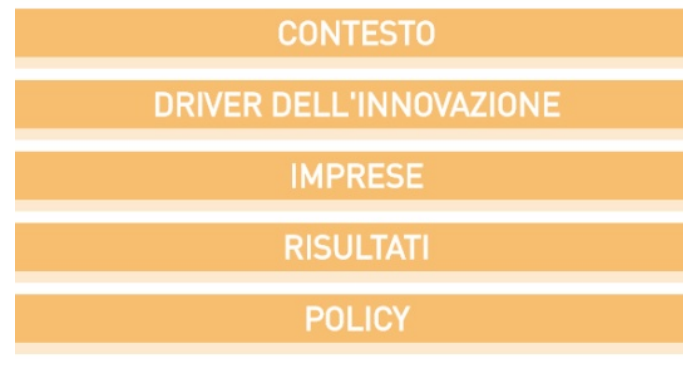 CONTESTO
DRIVER DELL'INNOVAZIONE
IMPRESE
RISULTATI
POLICY